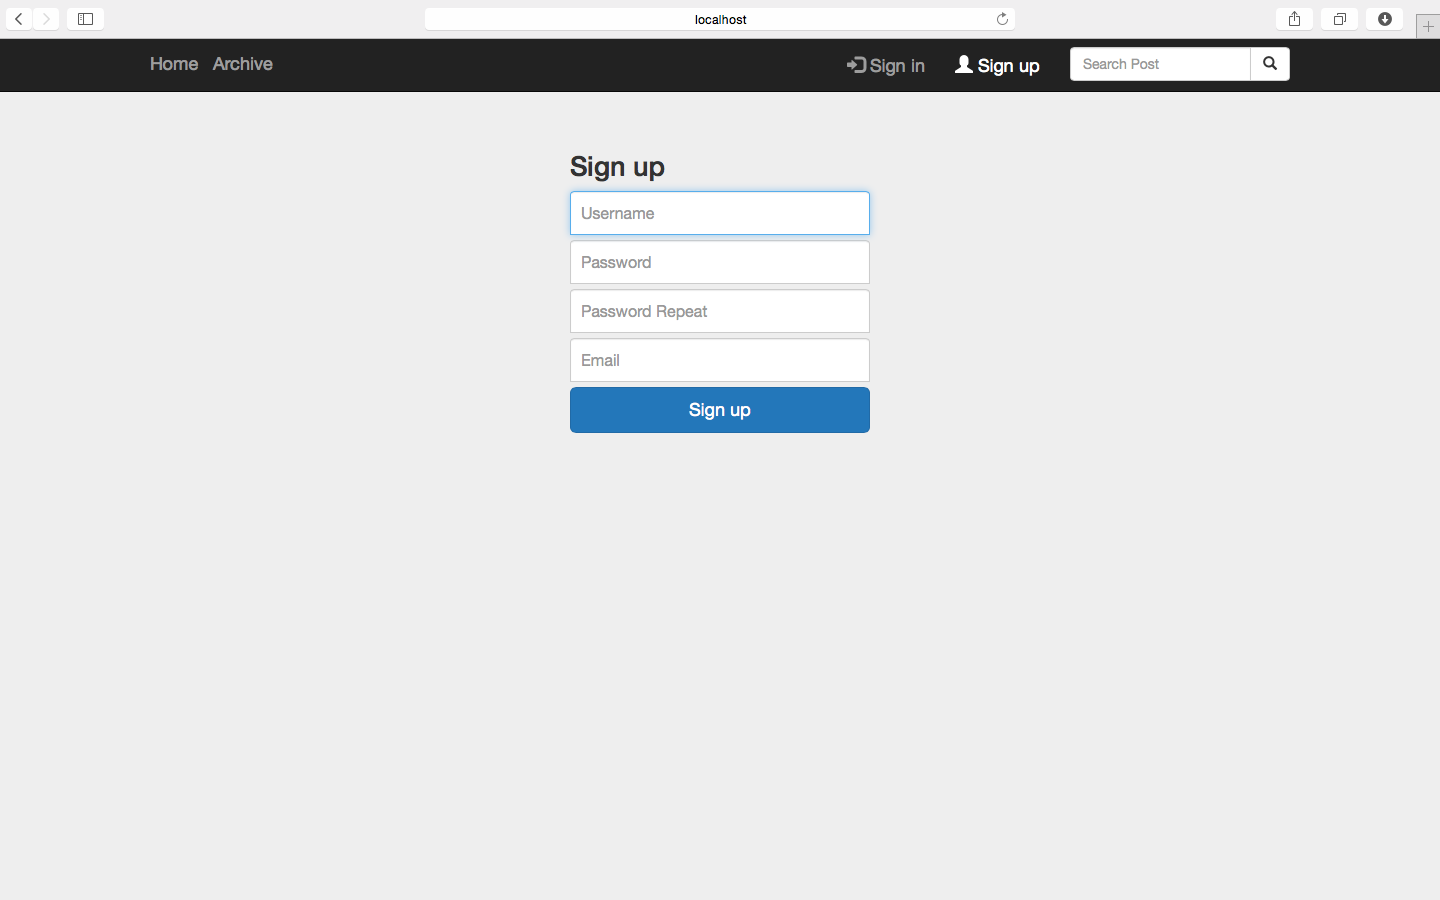 localhost
Home Archive Sign in Sign up Search Post
Sign up
Username
Password
Password Repeat
Email
Sign up